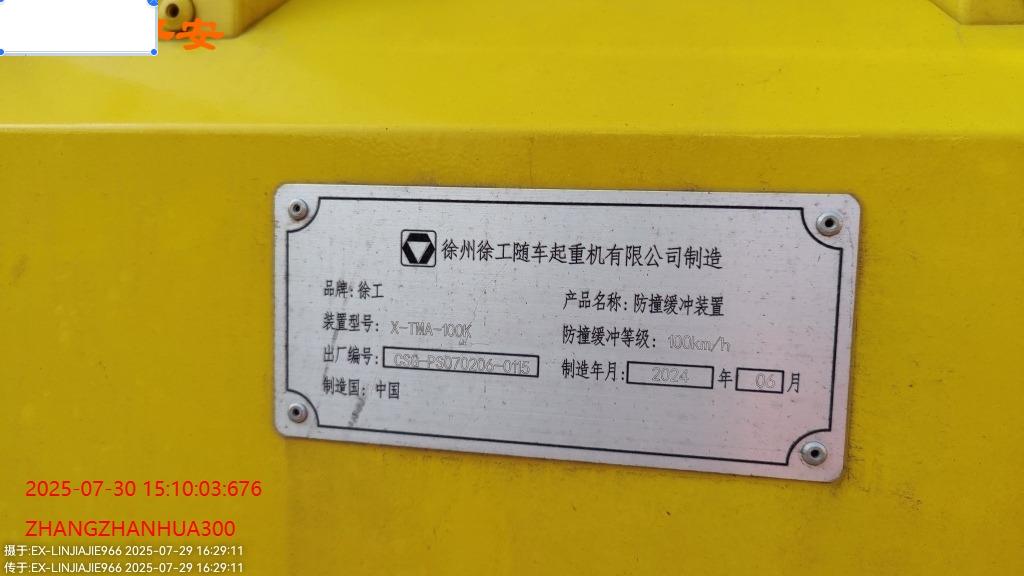 安
徐州徐工随车起重机有限公司制造
品牌：徐工
产品名称：防撞缓冲装置
装置型号：X-TMA-100K
防撞缓冲等级：100km/h
出厂编号：CSG-PSD70206-0115
制造年月：2024年06月
制造国：中国
2025-07-30 15:10:03:676
ZHANGZHANHUA300
摄于:EX-LINJIAJIE966 2025-07-29 16:29:11
传于:EX-LINJIAJIE966 2025-07-29 16:29:11